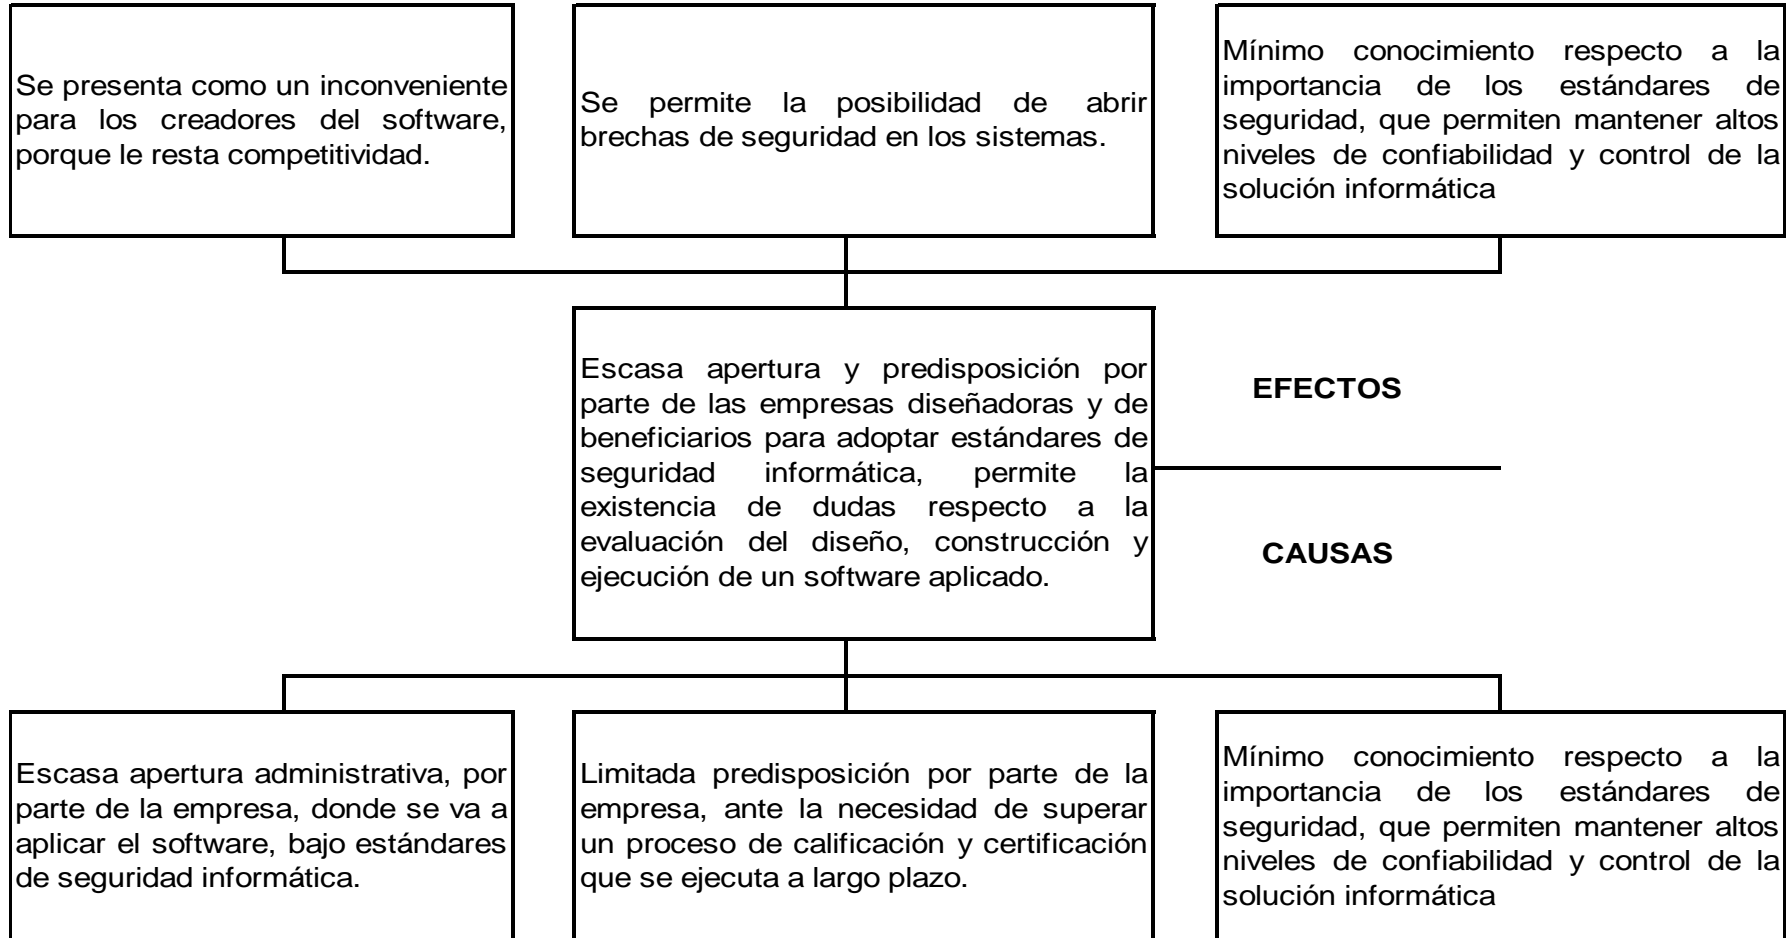 Se presenta como un inconveniente
para los creadores del software,
porque le resta competitividad.
Se permite la posibilidad de abrir
brechas de seguridad en los sistemas.
Mínimo conocimiento respecto a la
importancia de los estándares de
seguridad, que permiten mantener altos
niveles de confiabilidad y control de la
solución informática
Escasa apertura y predisposición por
parte de las empresas diseñadoras y de
beneficiarios para adoptar estándares de
seguridad informática, permite la
existencia de dudas respecto a la
evaluación del diseño, construcción y
ejecución de un software aplicado.
EFECTOS
CAUSAS
Escasa apertura administrativa, por
parte de la empresa, donde se va a
aplicar el software, bajo estándares
de seguridad informática.
Limitada predisposición por parte de la
empresa, ante la necesidad de superar
un proceso de calificación y certificación
que se ejecuta a largo plazo.
Mínimo conocimiento respecto a la
importancia de los estándares de
seguridad, que permiten mantener altos
niveles de confiabilidad y control de la
solución informática